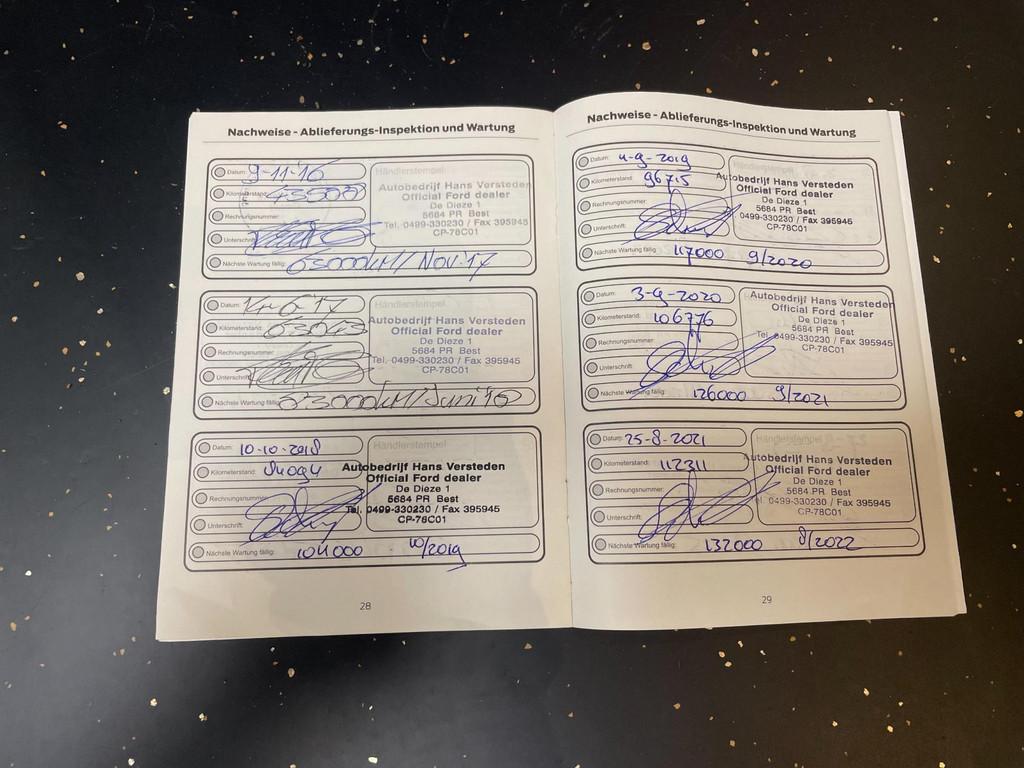 Nachweise - Ablieferungs-Inspektion und Wartung
Datum: 9-11-'16
Händlerstempel
Kilometerstand:
Autobedrijf Hans Versteden
Official Ford dealer
De Dieze 1
5684 PR Best
Tel. 0499-330230 / Fax 395945
CP-78C01
Rechnungsnummer:
Unterschrift:
Nächste Wartung fällig: 63000kM/ Nov-'17
Datum:
Händlerstempel
Kilometerstand:
Autobedrijf Hans Versteden
Official Ford dealer
De Dieze 1
5684 PR Best
Tel. 0499-330230 / Fax 395945
CP-78C01
Rechnungsnummer:
Unterschrift:
Nächste Wartung fällig:
Datum: 10-10-2018
Händlerstempel
Kilometerstand: 84094
Autobedrijf Hans Versteden
Official Ford dealer
De Dieze 1
5684 PR Best
Tel. 0499-330230 / Fax 395945
CP-78C01
Rechnungsnummer:
Unterschrift:
Nächste Wartung fällig: 104000 10/2019
28
Nachweise - Ablieferungs-Inspektion und Wartung
Datum: 4-9-2019
Kilometerstand: 96715
Autobedrijf Hans Versteden
Official Ford dealer
De Dieze 1
5684 PR Best
Tel. 0499-330230 / Fax 395945
CP-78C01
Rechnungsnummer:
Unterschrift:
Nächste Wartung fällig: 117000 9/2020
Datum: 3-9-2020
Kilometerstand: 106776
Autobedrijf Hans Versteden
Official Ford dealer
De Dieze 1
5684 PR Best
Tel. 0499-330230 / Fax 395945
CP-78C01
Rechnungsnummer:
Unterschrift:
Nächste Wartung fällig: 126000 9/2021
Datum: 25-8-2021
Händlerstempel
Kilometerstand: 112311
Autobedrijf Hans Versteden
Official Ford dealer
De Dieze 1
5684 PR Best
Tel. 0499-330230 / Fax 395945
CP-78C01
Rechnungsnummer:
Unterschrift:
Nächste Wartung fällig: 132000 8/2022
29